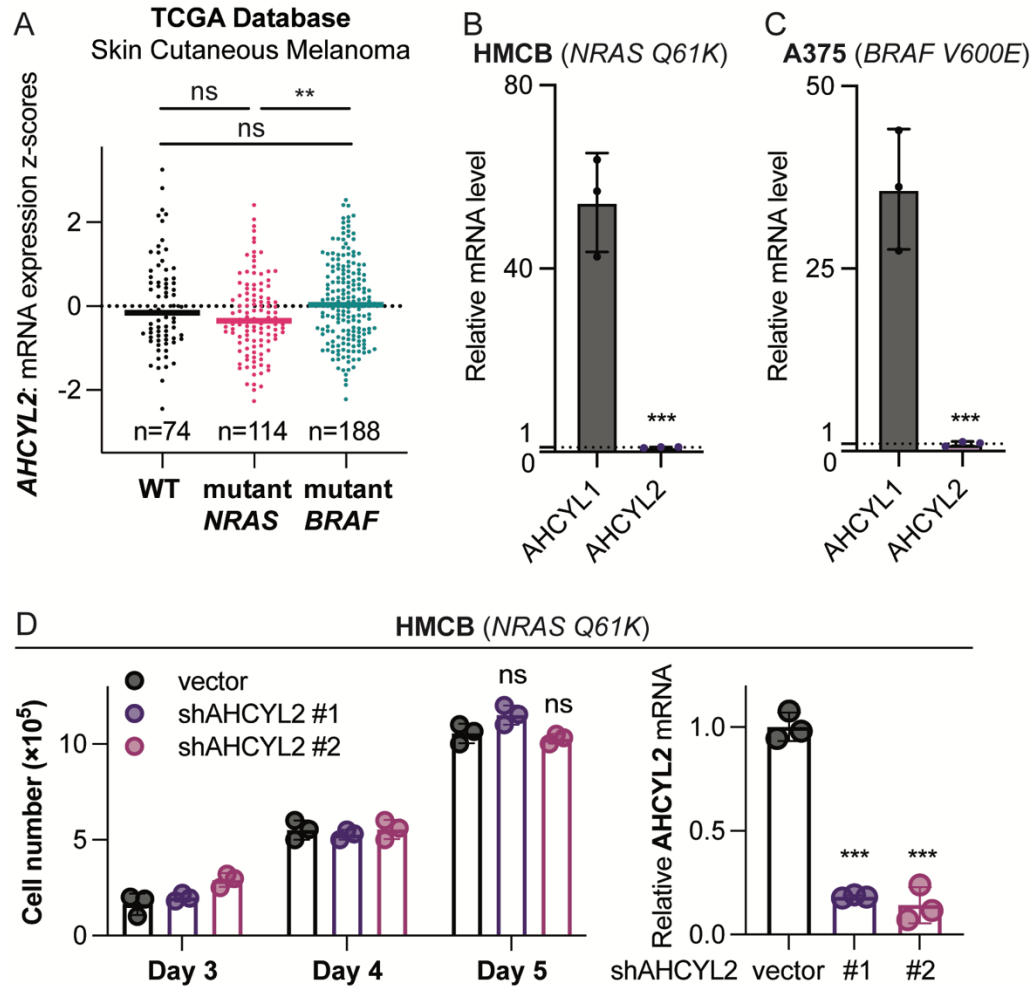 A
TCGA Database
Skin Cutaneous Melanoma
ns
**
ns
AHCYL2: mRNA expression z-scores
2
0
-2
n=74
n=114
n=188
WT
mutant
NRAS
mutant
BRAF
B
HMCB (NRAS Q61K)
Relative mRNA level
80
40
1
0
***
AHCYL1
AHCYL2
C
A375 (BRAF V600E)
Relative mRNA level
50
25
1
0
***
AHCYL1
AHCYL2
D
HMCB (NRAS Q61K)
Cell number (×10⁵)
10
5
0
vector
shAHCYL2 #1
shAHCYL2 #2
ns
ns
Day 3
Day 4
Day 5
Relative AHCYL2 mRNA
1.0
0.5
0.0
***
***
shAHCYL2 vector #1 #2